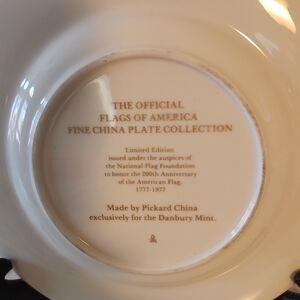 THE OFFICIAL
FLAGS OF AMERICA
FINE CHINA PLATE COLLECTION
Limited Edition
issued under the auspices of
the National Flag Foundation
to honor the 200th Anniversary
of the American Flag.
1777-1977
Made by Pickard China
exclusively for the Danbury Mint.
&